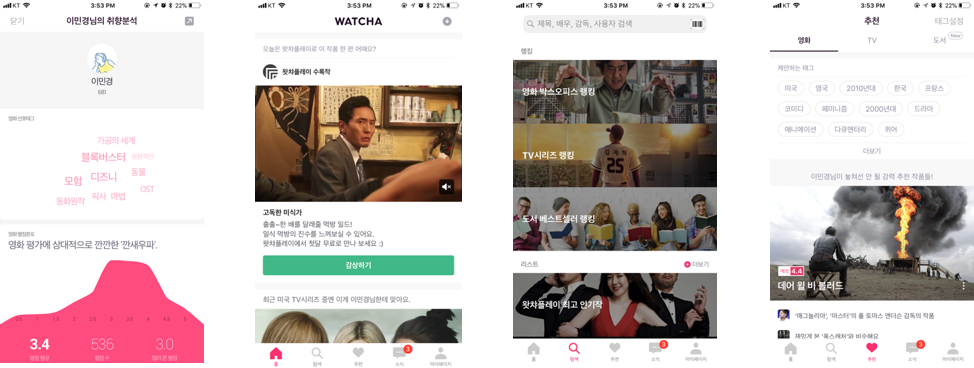 KT 3:53 PM 22%
닫기 이민경님의 취향분석
이민경
영화 선호태그
가공의 세계
블록버스터
동물
모험 디즈니
OST
동화원작 픽사 마법
영화 별점분포
영화 평가에 상대적으로 깐깐한 '깐새우파'.
0.5 1 1.5 2 2.5 3 3.5 4 4.5 5
3.4 536 3.0
별점 평균 별점 수 많이 준 별점
KT 3:53 PM 22%
WATCHA
오늘은 왓챠플레이로 이 작품 한 편 어때요?
왓챠플레이 수록작
고독한 미식가
출출~한 배를 달래줄 먹방 일드!
일식 먹방의 진수를 느껴보실 수 있어요.
왓챠플레이에서 첫달 무료로 만나 보세요 :)
감상하기
최근 미국 TV시리즈 중엔 이게 이민경님한테 맞아요.
3
홈 탐색 추천 소식 마이페이지
KT 3:53 PM 22%
제목, 배우, 감독, 사용자 검색
랭킹
영화 박스오피스 랭킹
25
TV시리즈 랭킹
도서 베스트셀러 랭킹
리스트 더보기
왓챠플레이 최고 인기작
3
홈 탐색 추천 소식 마이페이지
KT 3:53 PM 22%
추천 태그설정
영화 TV 도서 New
제안하는 태그
미국 영국 2010년대 한국 프랑스
코미디 페미니즘 2000년대 드라마
애니메이션 다큐멘터리 퀴어
더보기
이민경님이 놓쳐선 안 될 강력 추천 작품들!
예상 4.4
데어 윌 비 블러드
'매그놀리아', '마스터'의 폴 토마스 앤더슨 감독의 작품
재밌게 본 '폭스캐처'와 비슷해요
3
홈 탐색 추천 소식 마이페이지